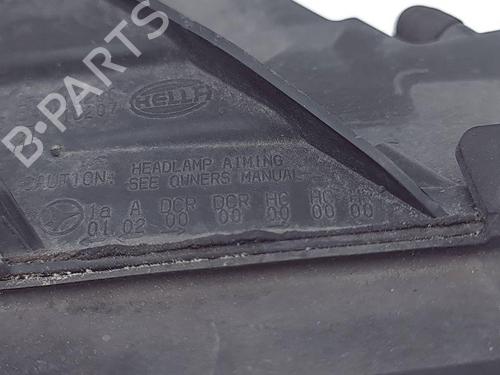 B-PARTS
HELLA
CAUTION: HEADLAMP AIMING
SEE OWNERS MANUAL
1a A DCR DCR HC HC HR
01 02 00 00 00 00 00